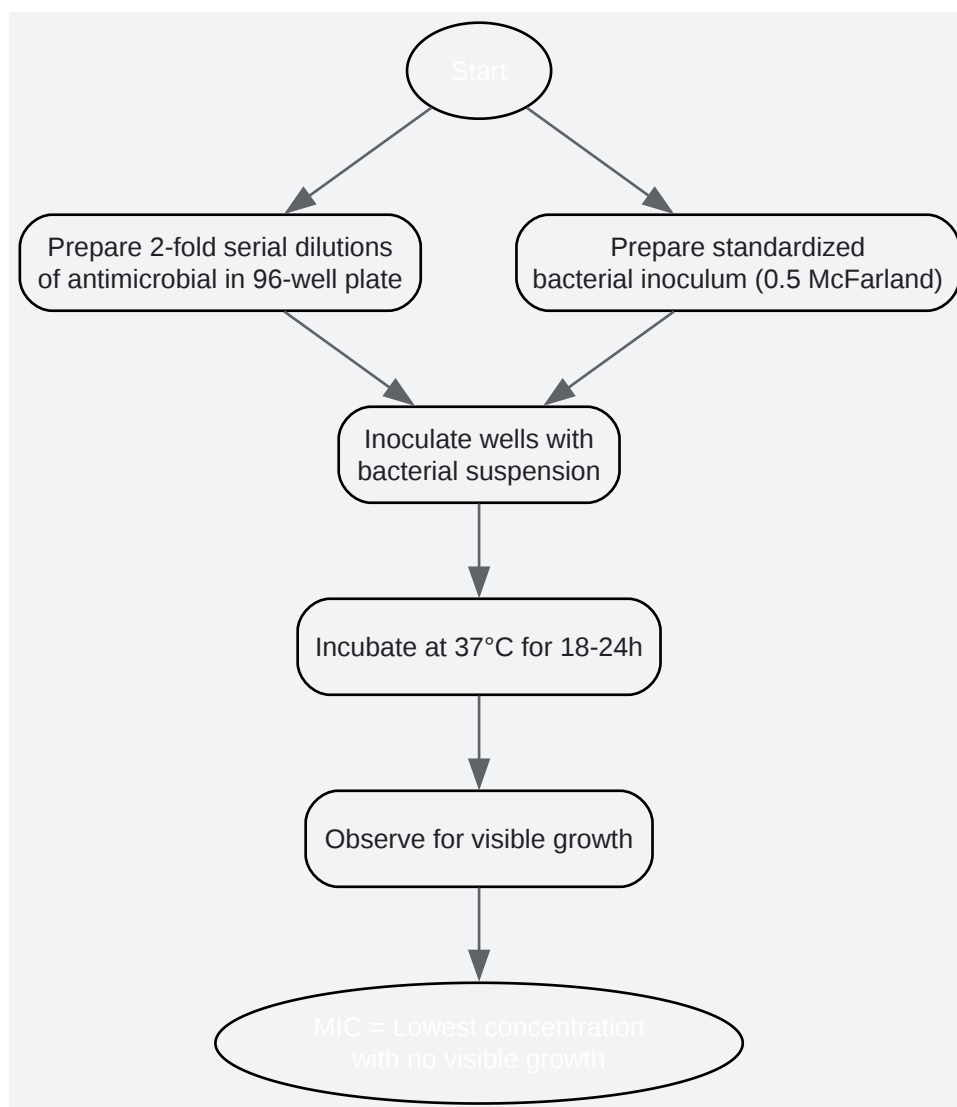 Start
Prepare 2-fold serial dilutions
of antimicrobial in 96-well plate
Prepare standardized
bacterial inoculum (0.5 McFarland)
Inoculate wells with
bacterial suspension
Incubate at 37°C for 18-24h
Observe for visible growth
MIC = Lowest concentration
with no visible growth